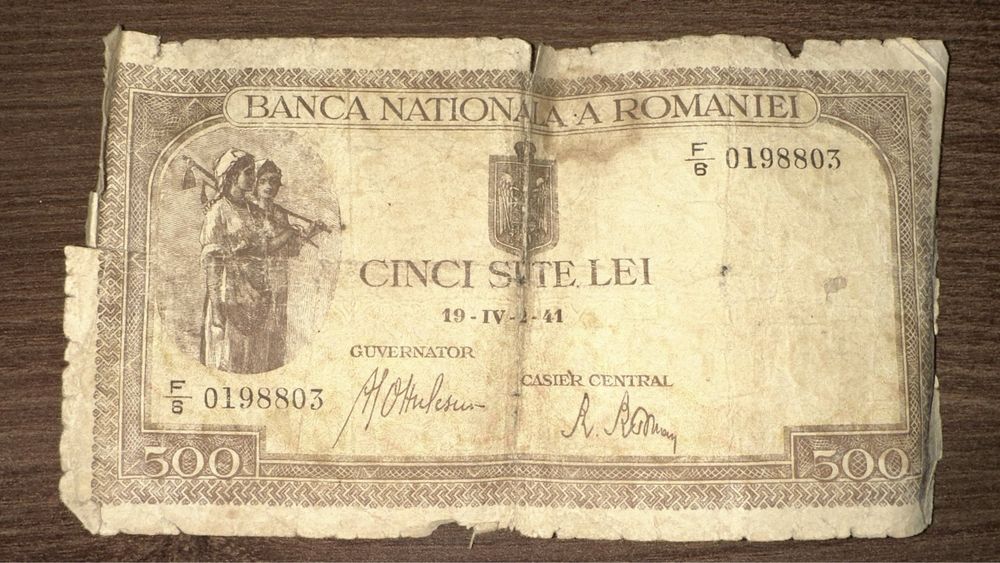 BANCA NATIONALA A ROMANIEI
F/6 0198803
CINCI SUTE LEI
19-IV-2-41
GUVERNATOR
CASIER CENTRAL
F/6 0198803
500
500